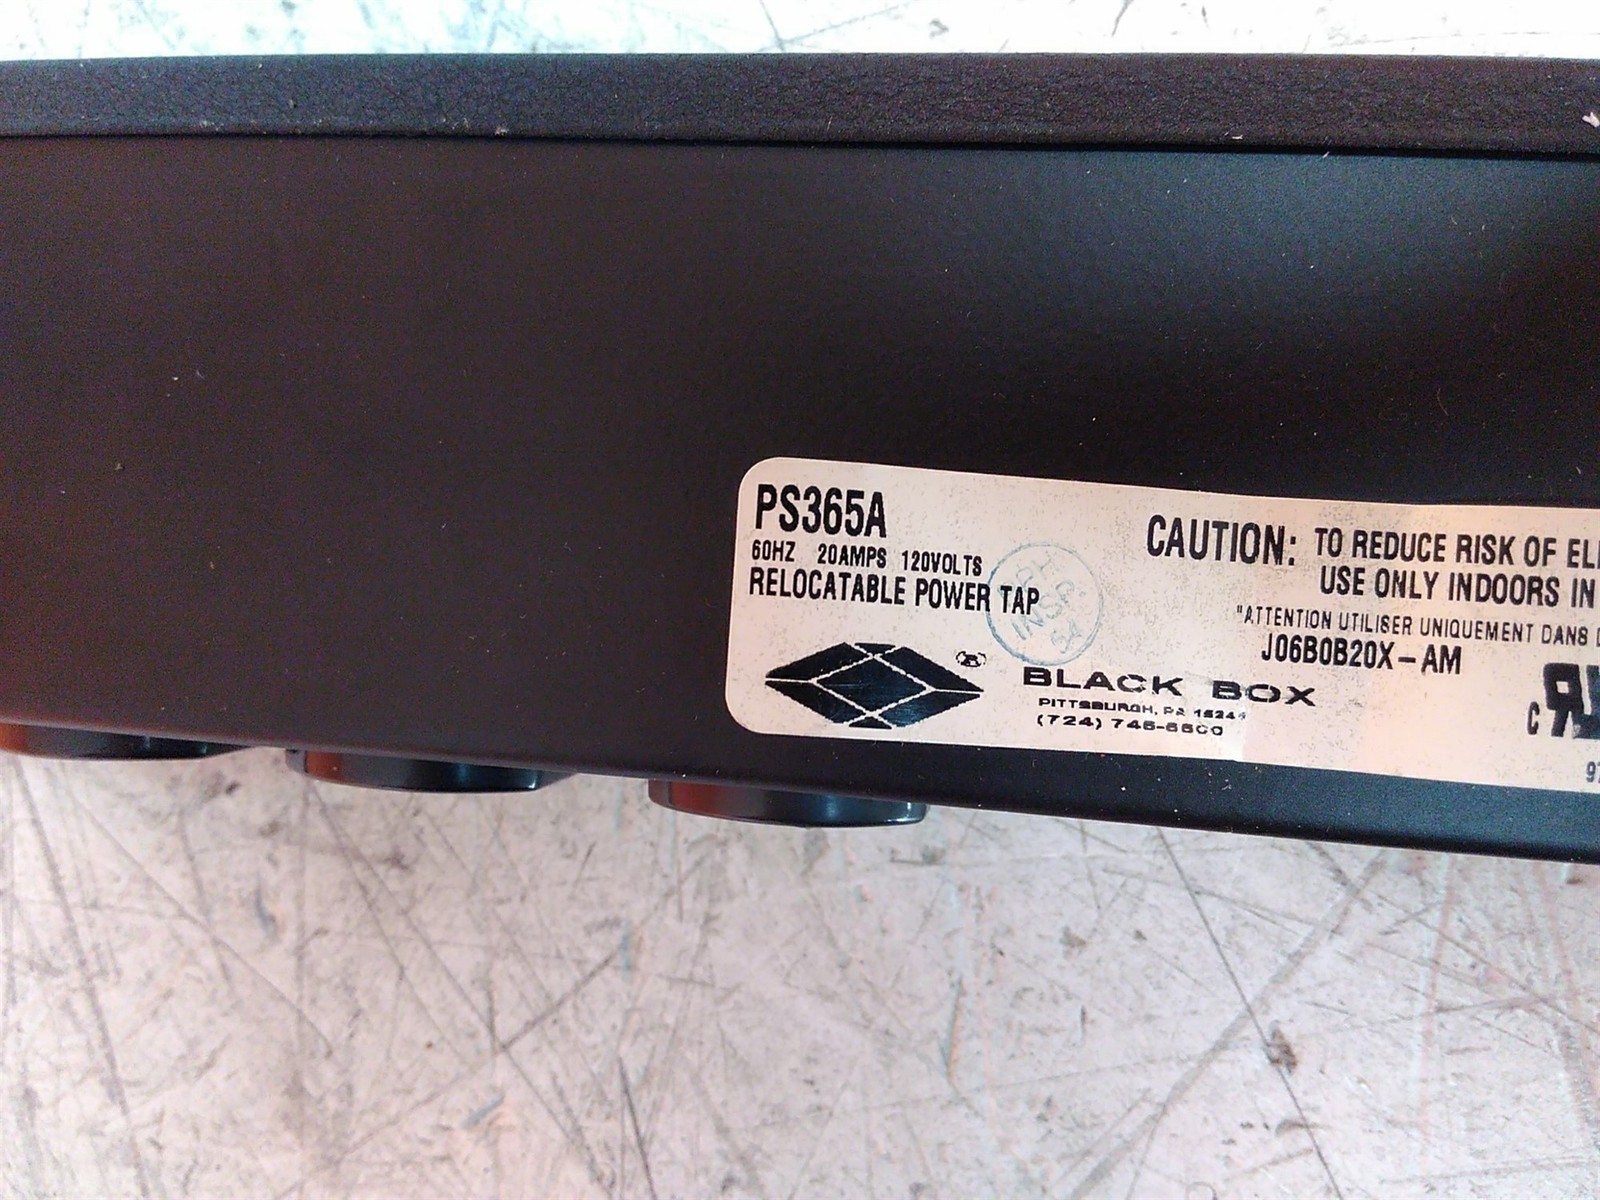 PS365A
60HZ 20AMPS 120VOLTS
RELOCATABLE POWER TAP
BLACK BOX
PITTSBURGH, PA 15241
(724) 746-5500
CAUTION: TO REDUCE RISK OF
USE ONLY INDOORS IN
"ATTENTION UTILISER UNIQUEMENT DANS
J06B0B20X-AM
INSP.